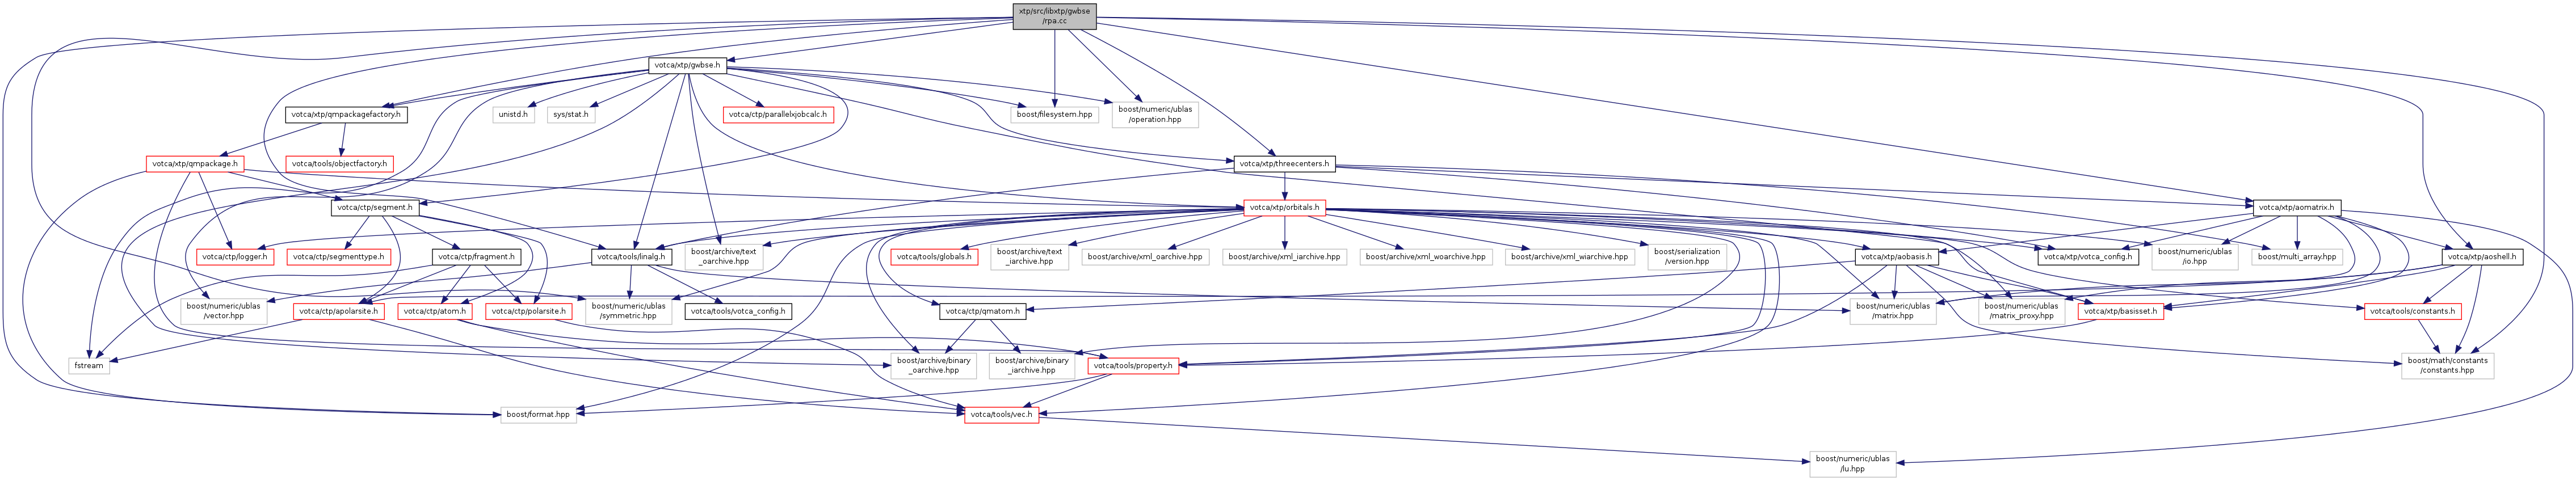 xtp/src/libxtp/gwbse
/rpa.cc
votca/xtp/gwbse.h
votca/xtp/qmpackagefactory.h
unistd.h
sys/stat.h
votca/ctp/parallelxjobcalc.h
boost/filesystem.hpp
boost/numeric/ublas
/operation.hpp
votca/xtp/qmpackage.h
votca/tools/objectfactory.h
votca/xtp/threecenters.h
votca/ctp/segment.h
votca/xtp/orbitals.h
votca/xtp/aomatrix.h
votca/ctp/logger.h
votca/ctp/segmenttype.h
votca/ctp/fragment.h
votca/tools/linalg.h
boost/archive/text
_oarchive.hpp
votca/tools/globals.h
boost/archive/text
_iarchive.hpp
boost/archive/xml_oarchive.hpp
boost/archive/xml_iarchive.hpp
boost/archive/xml_woarchive.hpp
boost/archive/xml_wiarchive.hpp
boost/serialization
/version.hpp
votca/xtp/aobasis.h
votca/xtp/votca_config.h
boost/numeric/ublas
/io.hpp
boost/multi_array.hpp
votca/xtp/aoshell.h
boost/numeric/ublas
/vector.hpp
votca/ctp/apolarsite.h
votca/ctp/atom.h
votca/ctp/polarsite.h
boost/numeric/ublas
/symmetric.hpp
votca/tools/votca_config.h
votca/ctp/qmatom.h
boost/numeric/ublas
/matrix.hpp
boost/numeric/ublas
/matrix_proxy.hpp
votca/xtp/basisset.h
votca/tools/constants.h
fstream
boost/archive/binary
_oarchive.hpp
boost/archive/binary
_iarchive.hpp
votca/tools/property.h
boost/math/constants
/constants.hpp
boost/format.hpp
votca/tools/vec.h
boost/numeric/ublas
/lu.hpp